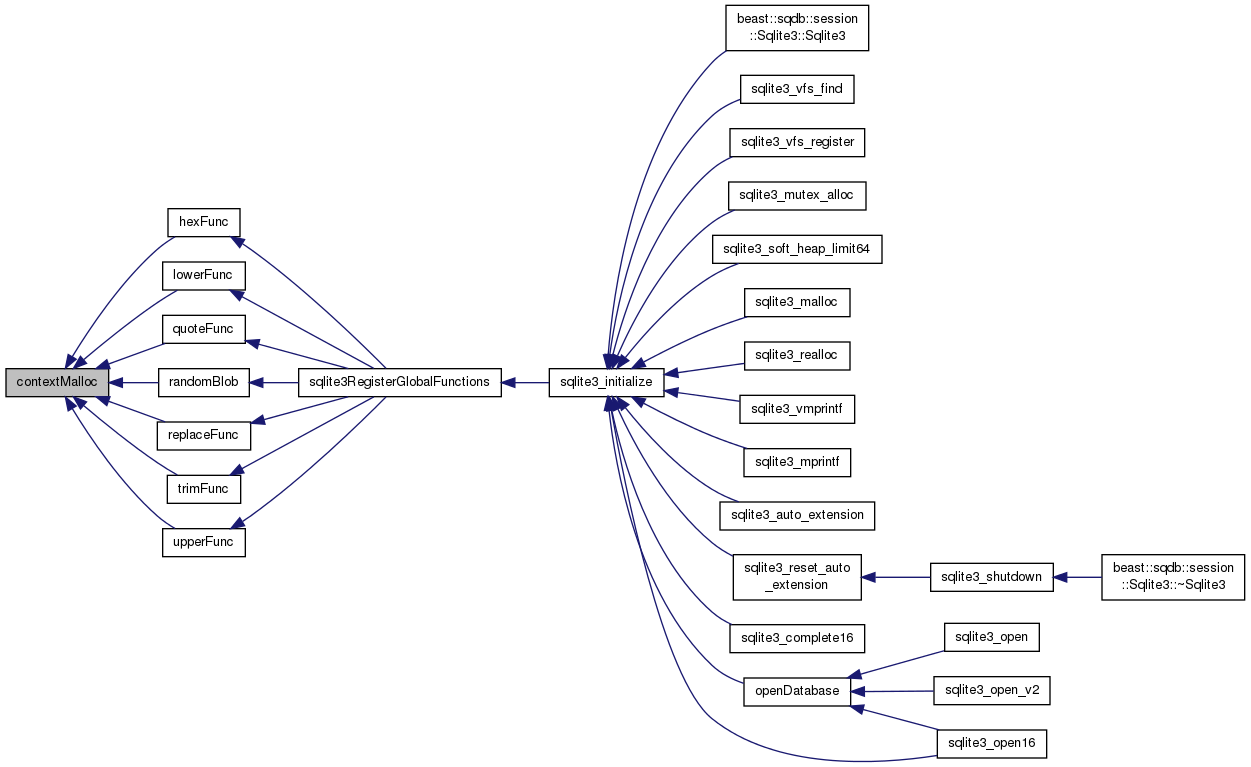 contextMalloc
hexFunc
lowerFunc
quoteFunc
randomBlob
replaceFunc
trimFunc
upperFunc
sqlite3RegisterGlobalFunctions
sqlite3_initialize
beast::sqdb::session
::Sqlite3::Sqlite3
sqlite3_vfs_find
sqlite3_vfs_register
sqlite3_mutex_alloc
sqlite3_soft_heap_limit64
sqlite3_malloc
sqlite3_realloc
sqlite3_vmprintf
sqlite3_mprintf
sqlite3_auto_extension
sqlite3_reset_auto
_extension
sqlite3_complete16
openDatabase
sqlite3_shutdown
beast::sqdb::session
::Sqlite3::~Sqlite3
sqlite3_open
sqlite3_open_v2
sqlite3_open16